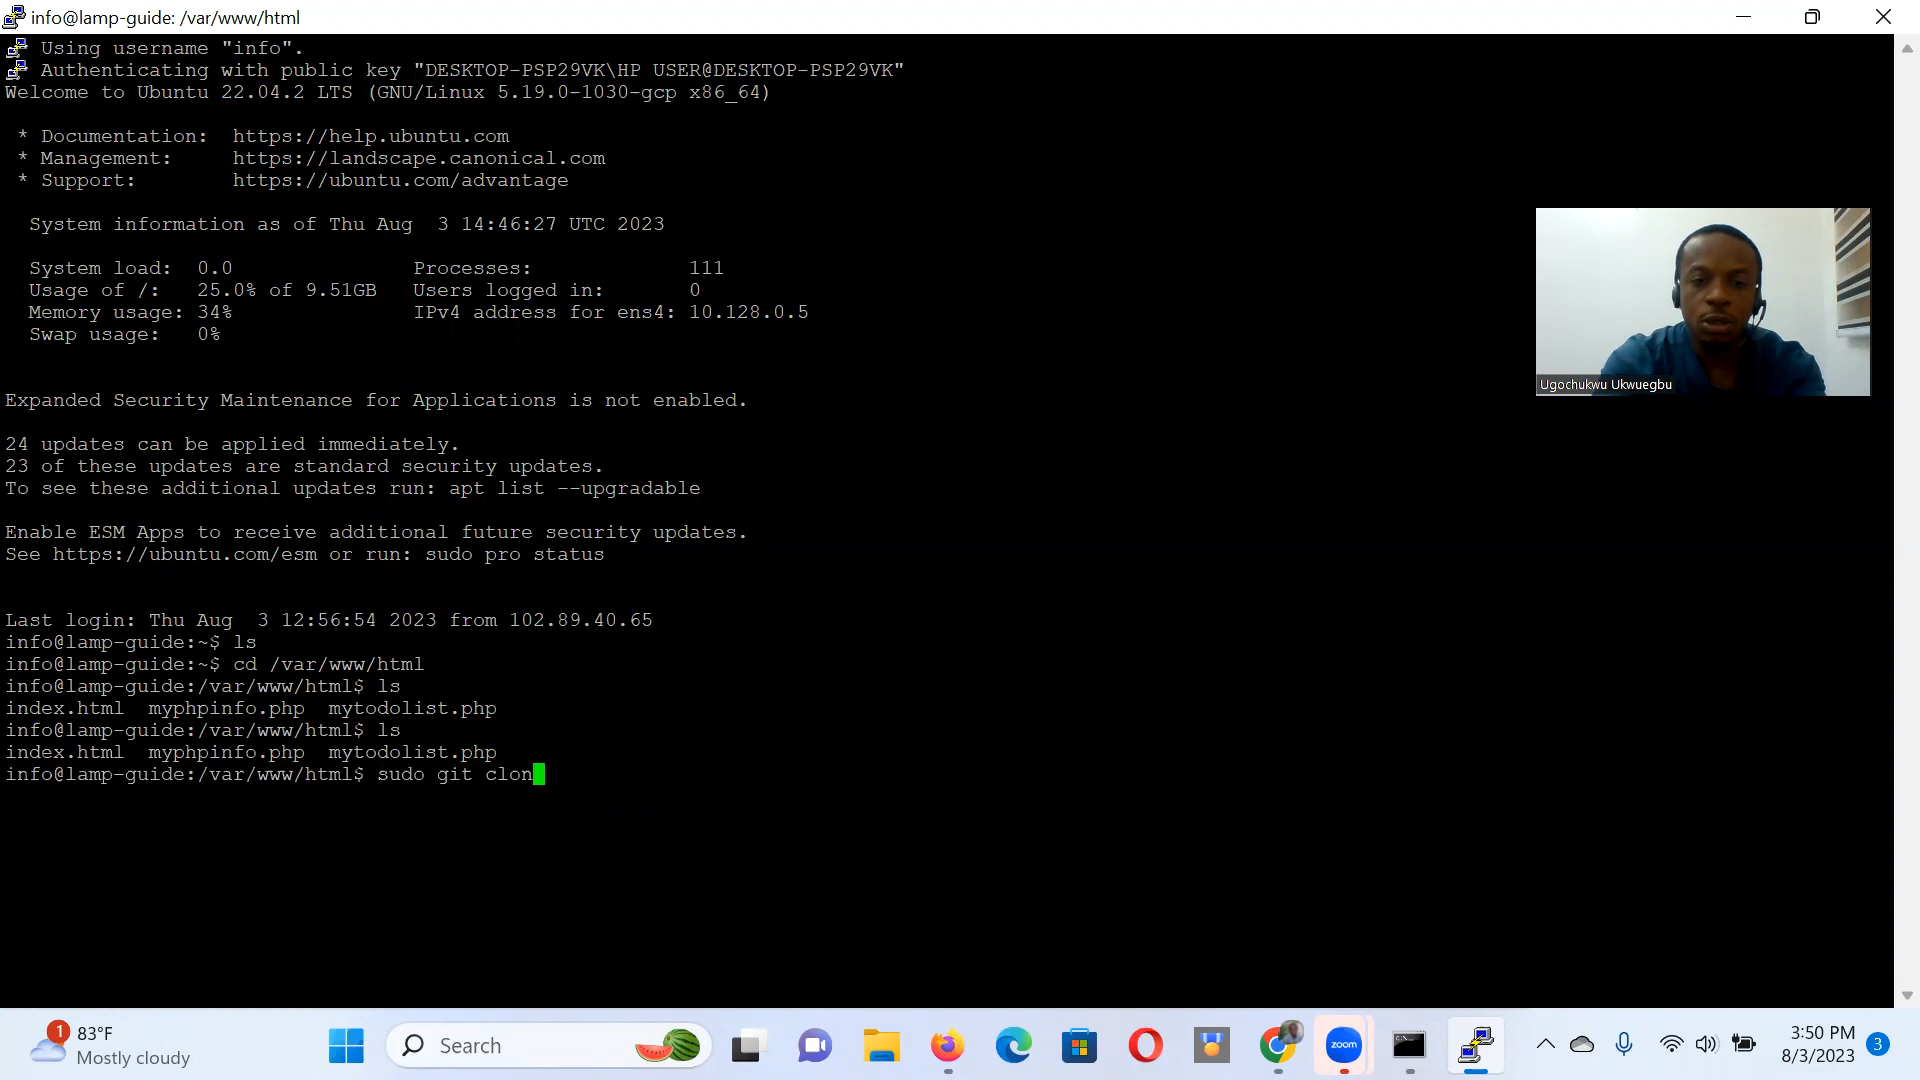 info@lamp-guide: /var/www/html
Using username "info".
Authenticating with public key "DESKTOP-PSP29VK\HP USER@DESKTOP-PSP29VK"
Welcome to Ubuntu 22.04.2 LTS (GNU/Linux 5.19.0-1030-gcp x86_64)
* Documentation:  https://help.ubuntu.com
* Management:     https://landscape.canonical.com
* Support:        https://ubuntu.com/advantage
System information as of Thu Aug  3 14:46:27 UTC 2023
System load:  0.0               Processes:             111
Usage of /:   25.0% of 9.51GB   Users logged in:       0
Memory usage: 34%               IPv4 address for ens4: 10.128.0.5
Swap usage:   0%
Ugochukwu Ukwuegbu
Expanded Security Maintenance for Applications is not enabled.
24 updates can be applied immediately.
23 of these updates are standard security updates.
To see these additional updates run: apt list --upgradable
Enable ESM Apps to receive additional future security updates.
See https://ubuntu.com/esm or run: sudo pro status
Last login: Thu Aug  3 12:56:54 2023 from 102.89.40.65
info@lamp-guide:~$ ls
info@lamp-guide:~$ cd /var/www/html
info@lamp-guide:/var/www/html$ ls
index.html  myphpinfo.php  mytodolist.php
info@lamp-guide:/var/www/html$ ls
index.html  myphpinfo.php  mytodolist.php
info@lamp-guide:/var/www/html$ sudo git clon
1
83°F
Mostly cloudy
Search
zoom
3:50 PM
8/3/2023
3